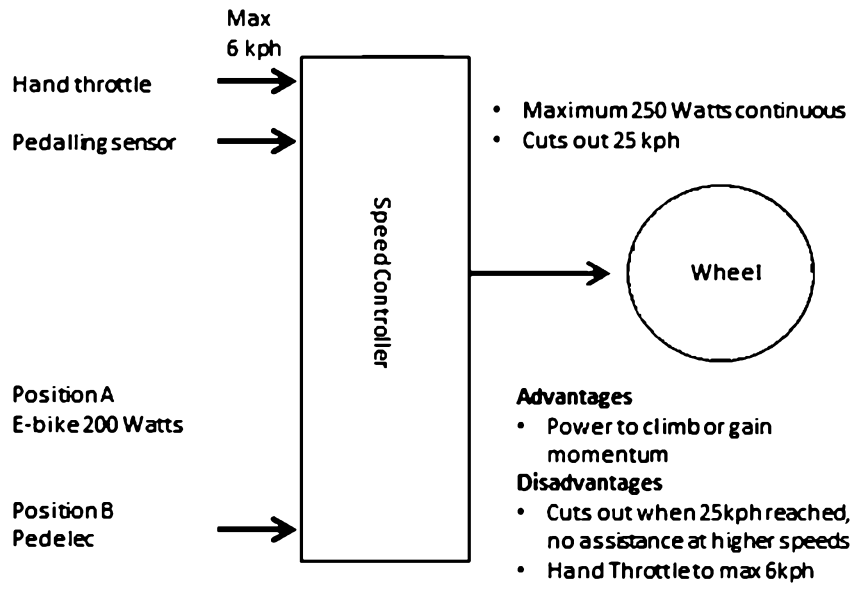 Max
6 kph
Hand throttle
Pedalling sensor
Speed Controller
• Maximum 250 Watts continuous
• Cuts out 25 kph
Wheel
Position A
E-bike 200 Watts
Position B
Pedelec
Advantages
• Power to climb or gain
momentum
Disadvantages
• Cuts out when 25kph reached,
no assistance at higher speeds
• Hand Throttle to max 6kph